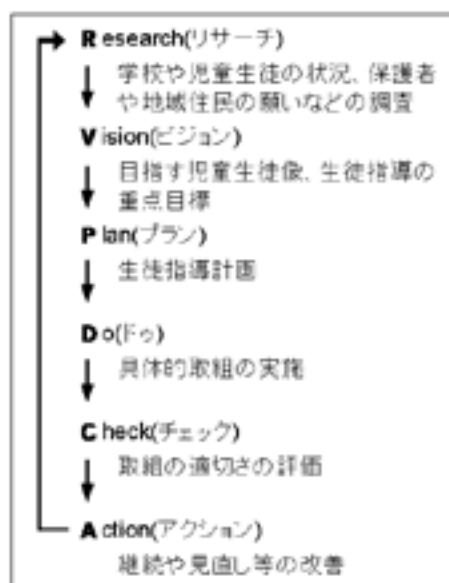 Research(リサーチ)
学校や児童生徒の状況、保護者
や地域住民の願いなどの調査
Vision(ビジョン)
目指す児童生徒像、生徒指導の
重点目標
Plan(プラン)
生徒指導計画
Do(ドゥ)
具体的取組の実施
Check(チェック)
取組の適切さの評価
Action(アクション)
継続や見直し等の改善